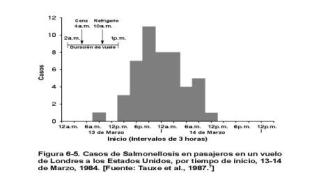 Cena Refrigerio
4a.m. 10a.m.
2a.m. 1p.m.
Duración de vuelo
12
10
8
6
4
2
0
Casos
12a.m. 6a.m. 12p.m. 6p.m. 12a.m. 6a.m. 12p.m. 6p.m. 12p.m.
13 de Marzo 14 de Marzo
Inicio (intervalos de 3 horas)
Figura 6-5. Casos de Salmonellosis en pasajeros en un vuelo
de Londres a los Estados Unidos, por tiempo de inicio, 13-14
de Marzo, 1984. [Fuente: Tauxe et al., 1987.⁷]